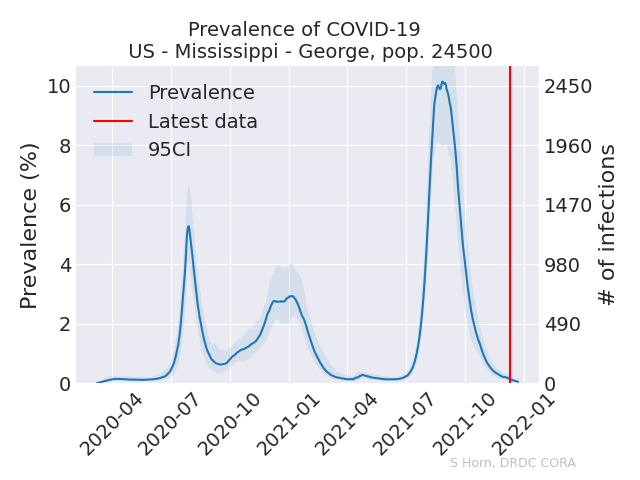 Prevalence of COVID-19
US - Mississippi - George, pop. 24500
Prevalence
Latest data
95CI
Prevalence (%)
10
8
6
4
2
0
2450
1960
1470
980
490
0
# of infections
2020-04
2020-07
2020-10
2021-01
2021-04
2021-07
2021-10
2022-01
S Horn, DRDC CORA